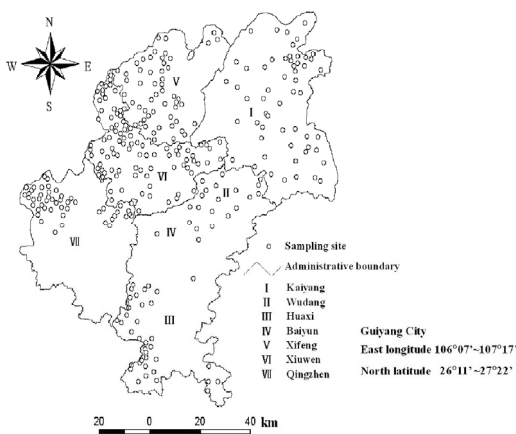 N
W E
S
V
I
VI
II
IV
VII
III
Sampling site
Administrative boundary
I Kaiyang
II Wudang
III Huaxi
IV Baiyun
V Xifeng
VI Xiuwen
VII Qingzhen
Guiyang City
East longitude 106°07'~107°17'
North latitude 26°11'~27°22'
20 0 20 40 km